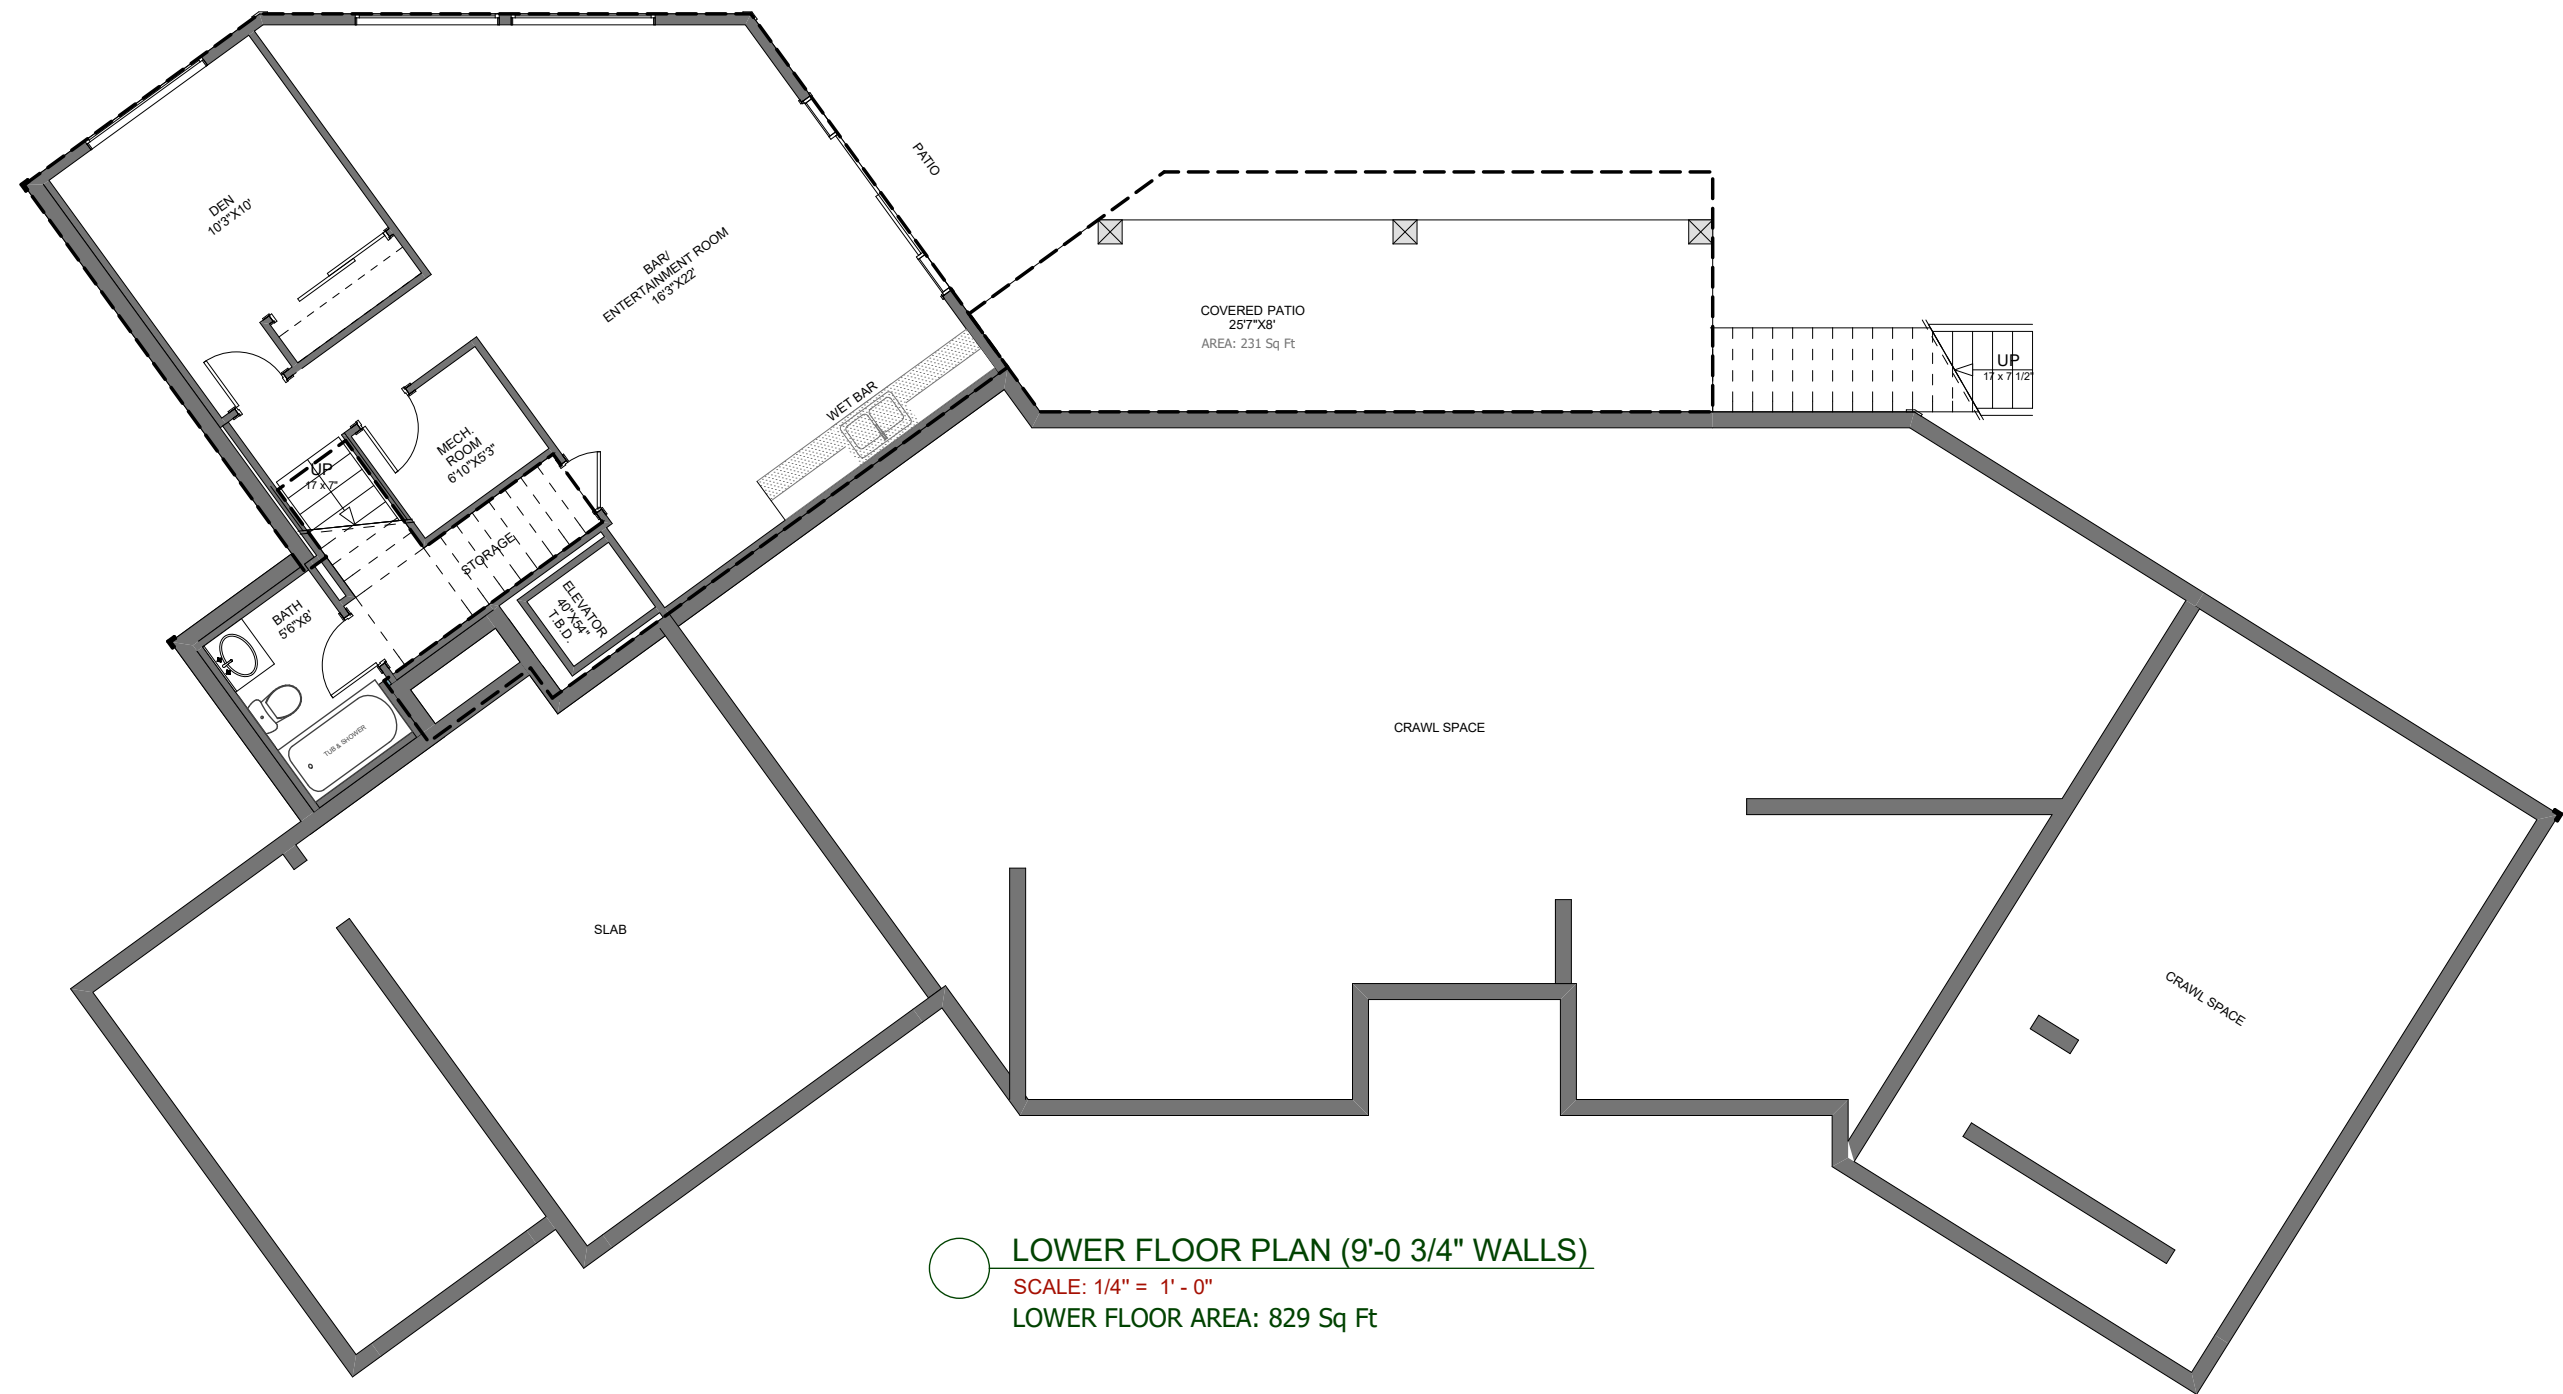 DEN
10'3"X10'
BAR/
ENTERTAINMENT ROOM
16'3"X22'
PATIO
COVERED PATIO
25'7"X8'
AREA: 231 Sq Ft
UP
17 x 7 1/2"
WET BAR
MECH.
ROOM
6'10"X5'3"
UP
17 x 7"
STORAGE
ELEVATOR
40"X54"
T.B.D.
BATH
5'6"X8'
TUB & SHOWER
CRAWL SPACE
SLAB
CRAWL SPACE
LOWER FLOOR PLAN (9'-0 3/4" WALLS)
SCALE: 1/4" = 1' - 0"
LOWER FLOOR AREA: 829 Sq Ft